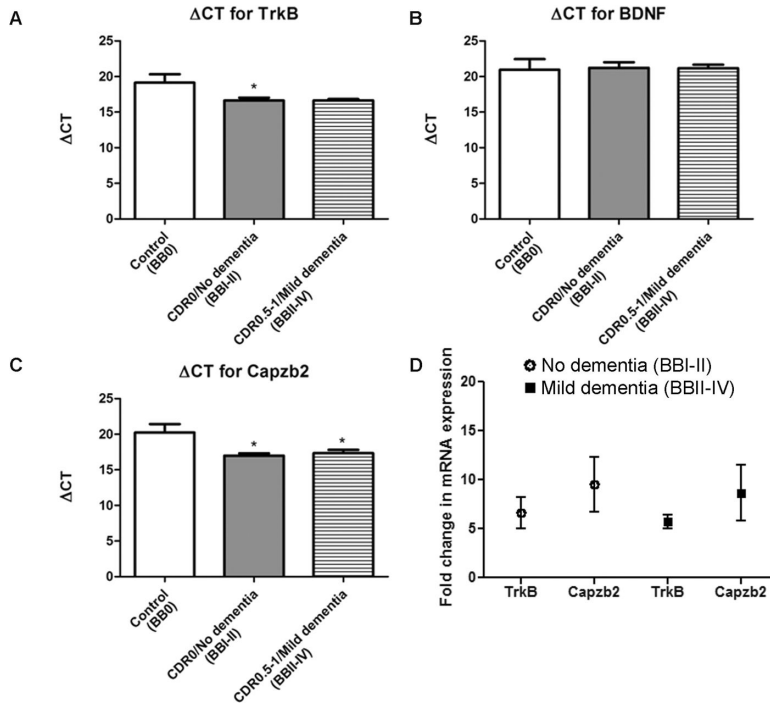 A
ΔCT for TrkB
25
20
15
10
5
0
ΔCT
*
Control
(BB0)
CDR0/No dementia
(BBI-II)
CDR0.5-1/Mild dementia
(BBII-IV)
B
ΔCT for BDNF
25
20
15
10
5
0
ΔCT
Control
(BB0)
CDR0/No dementia
(BBI-II)
CDR0.5-1/Mild dementia
(BBII-IV)
C
ΔCT for Capzb2
25
20
15
10
5
0
ΔCT
*
*
Control
(BB0)
CDR0/No dementia
(BBI-II)
CDR0.5-1/Mild dementia
(BBII-IV)
D
No dementia (BBI-II)
Mild dementia (BBII-IV)
Fold change in mRNA expression
20
15
10
5
0
TrkB
Capzb2
TrkB
Capzb2